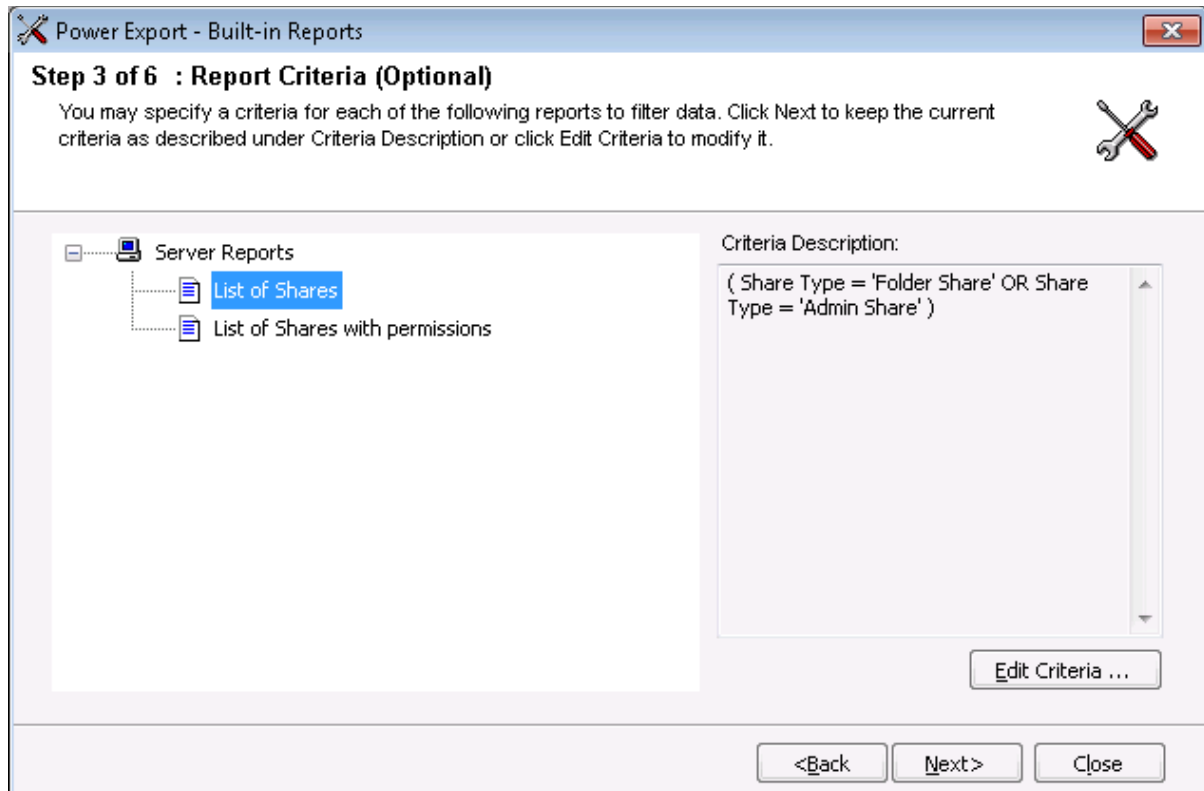 Power Export - Built-in Reports
Step 3 of 6 : Report Criteria (Optional)
You may specify a criteria for each of the following reports to filter data. Click Next to keep the current
criteria as described under Criteria Description or click Edit Criteria to modify it.
Server Reports
List of Shares
List of Shares with permissions
Criteria Description:
( Share Type = 'Folder Share' OR Share
Type = 'Admin Share' )
Edit Criteria ...
<Back
Next>
Close